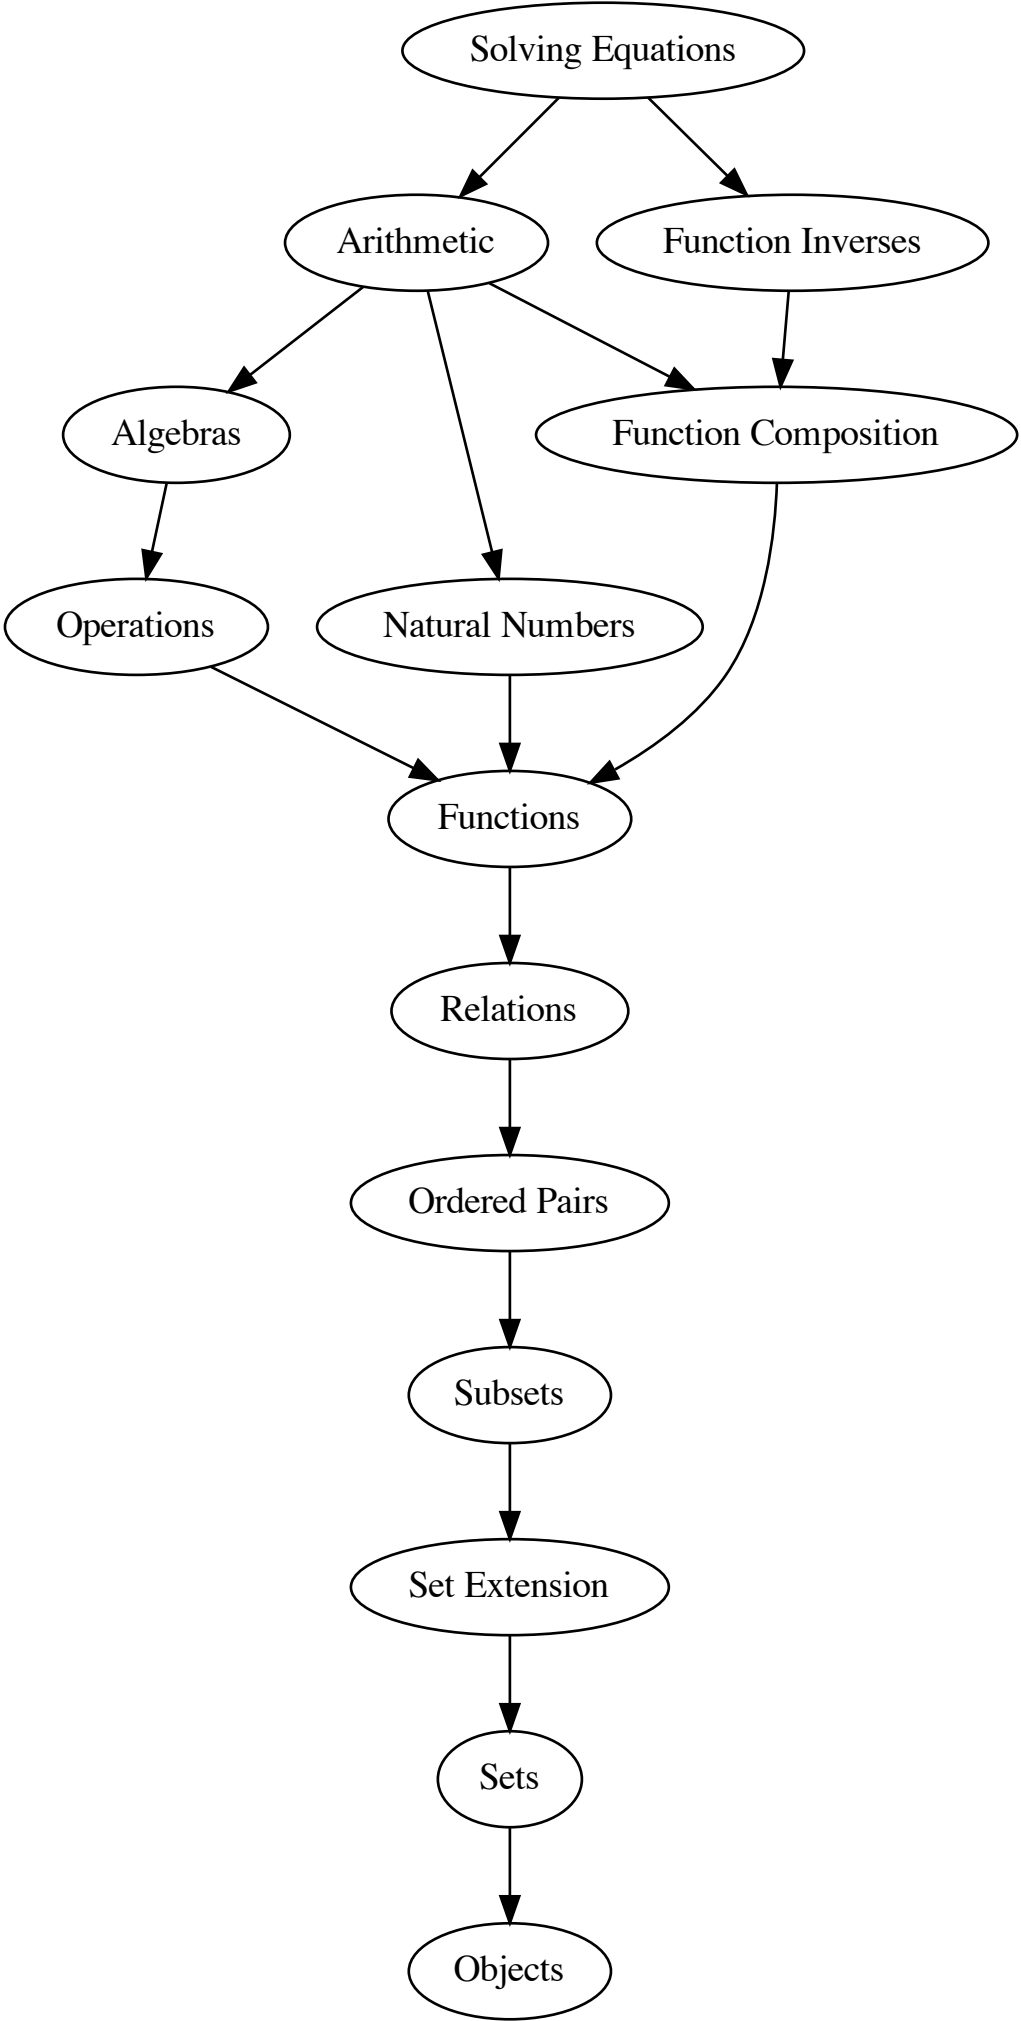 Solving Equations
Arithmetic
Function Inverses
Algebras
Function Composition
Operations
Natural Numbers
Functions
Relations
Ordered Pairs
Subsets
Set Extension
Sets
Objects